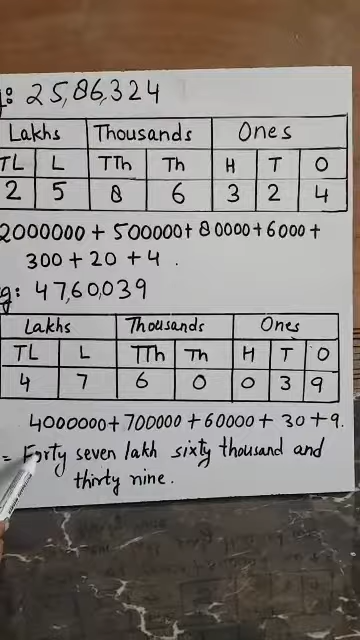 : 25,86,324
Lakhs Thousands Ones
TL L TTh Th H T O
2 5 8 6 3 2 4
2000000 + 500000 + 80000 + 6000 +
300 + 20 + 4 .
g: 47,60,039
Lakhs Thousands Ones
TL L TTh Th H T O
4 7 6 0 0 3 9
4000000 + 700000 + 60000 + 30 + 9.
= Forty seven lakh sixty thousand and
thirty nine.